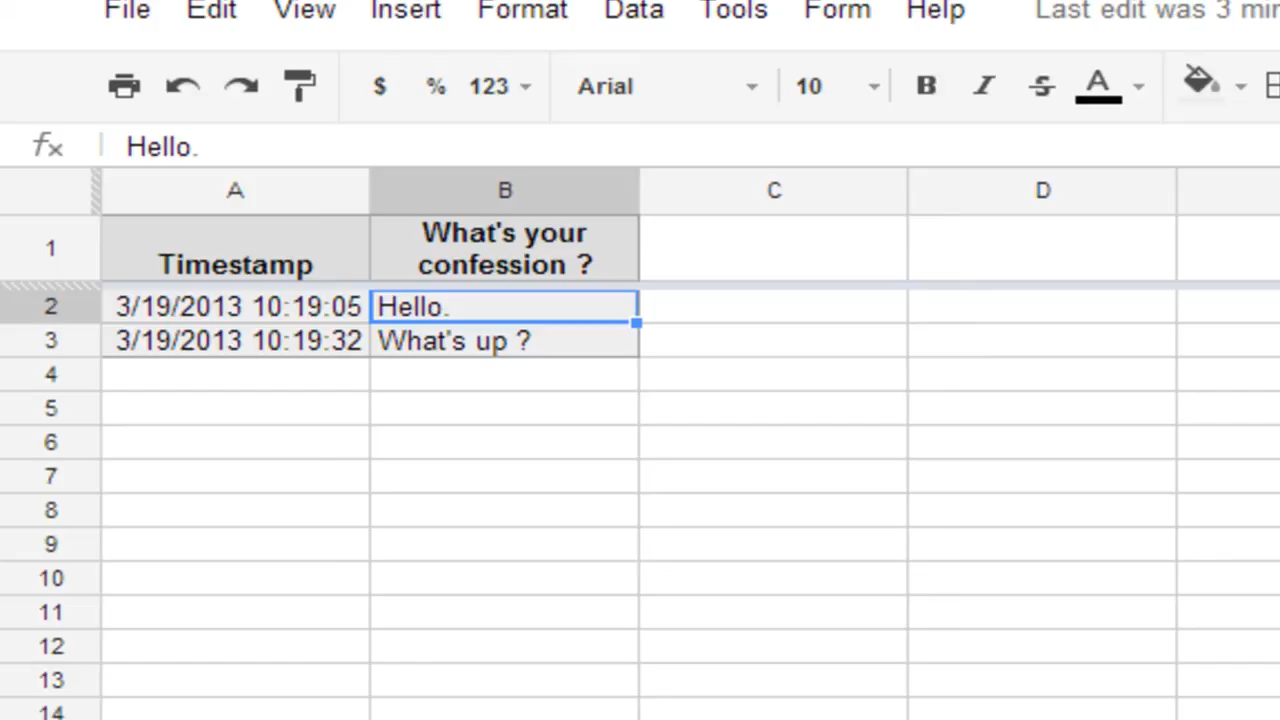 File Edit View Insert Format Data Tools Form Help Last edit was 3 min
$ % 123 Arial 10 B I S A
fx Hello.
A B C D
1 Timestamp What's your
confession ?
2 3/19/2013 10:19:05 Hello.
3 3/19/2013 10:19:32 What's up ?
4
5
6
7
8
9
10
11
12
13
14